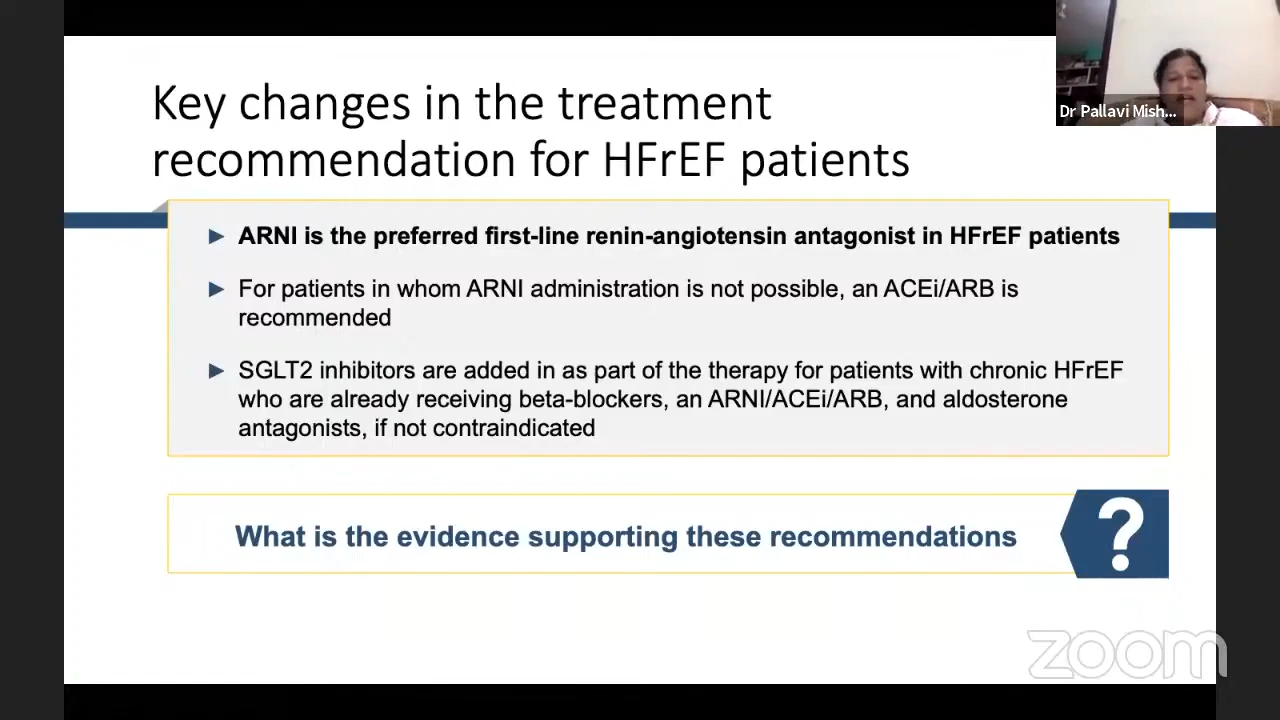 Key changes in the treatment
recommendation for HFrEF patients
Dr Pallavi Mish...
► ARNI is the preferred first-line renin-angiotensin antagonist in HFrEF patients
► For patients in whom ARNI administration is not possible, an ACEi/ARB is
recommended
► SGLT2 inhibitors are added in as part of the therapy for patients with chronic HFrEF
who are already receiving beta-blockers, an ARNI/ACEi/ARB, and aldosterone
antagonists, if not contraindicated
What is the evidence supporting these recommendations ?
zoom